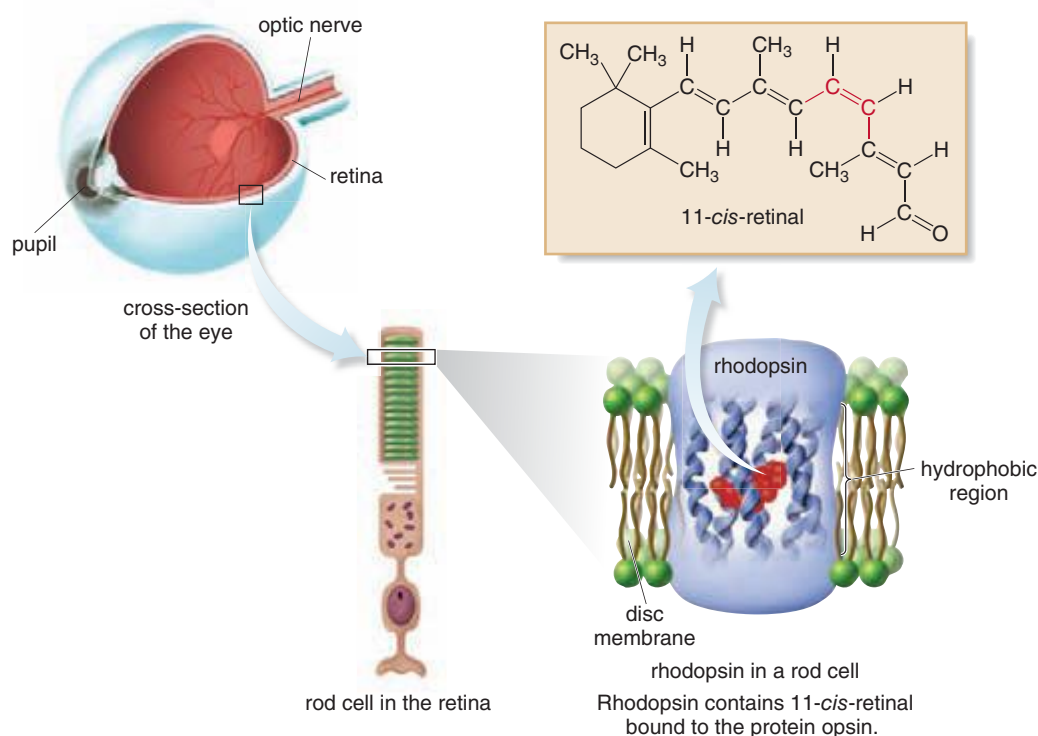 optic nerve
retina
pupil
cross-section
of the eye
CH3 CH3 H CH3 H
C C C C H
C C C
H H CH3 C H
CH3 C
11-cis-retinal
C
H O
rhodopsin
hydrophobic
region
disc
membrane
rod cell in the retina
rhodopsin in a rod cell
Rhodopsin contains 11-cis-retinal
bound to the protein opsin.